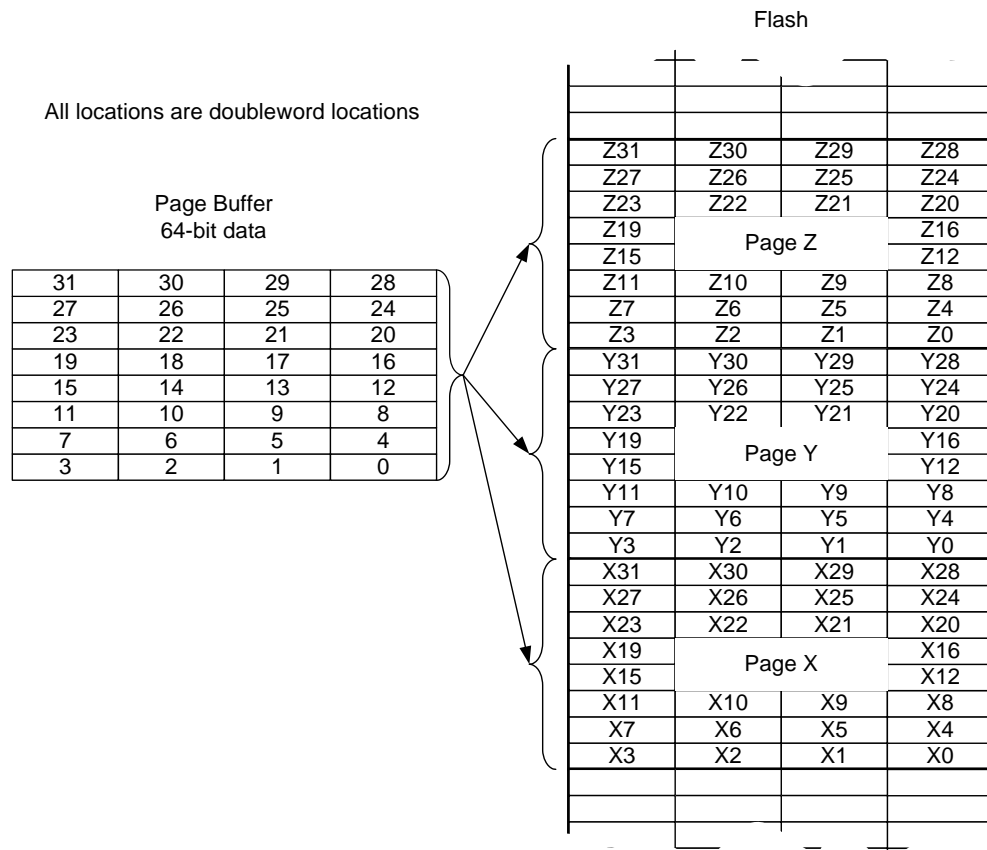 Flash
All locations are doubleword locations
Page Buffer
64-bit data
31 30 29 28
27 26 25 24
23 22 21 20
19 18 17 16
15 14 13 12
11 10 9 8
7 6 5 4
3 2 1 0
Z31 Z30 Z29 Z28
Z27 Z26 Z25 Z24
Z23 Z22 Z21 Z20
Z19 Z16
Page Z
Z15 Z12
Z11 Z10 Z9 Z8
Z7 Z6 Z5 Z4
Z3 Z2 Z1 Z0
Y31 Y30 Y29 Y28
Y27 Y26 Y25 Y24
Y23 Y22 Y21 Y20
Y19 Y16
Page Y
Y15 Y12
Y11 Y10 Y9 Y8
Y7 Y6 Y5 Y4
Y3 Y2 Y1 Y0
X31 X30 X29 X28
X27 X26 X25 X24
X23 X22 X21 X20
X19 X16
Page X
X15 X12
X11 X10 X9 X8
X7 X6 X5 X4
X3 X2 X1 X0